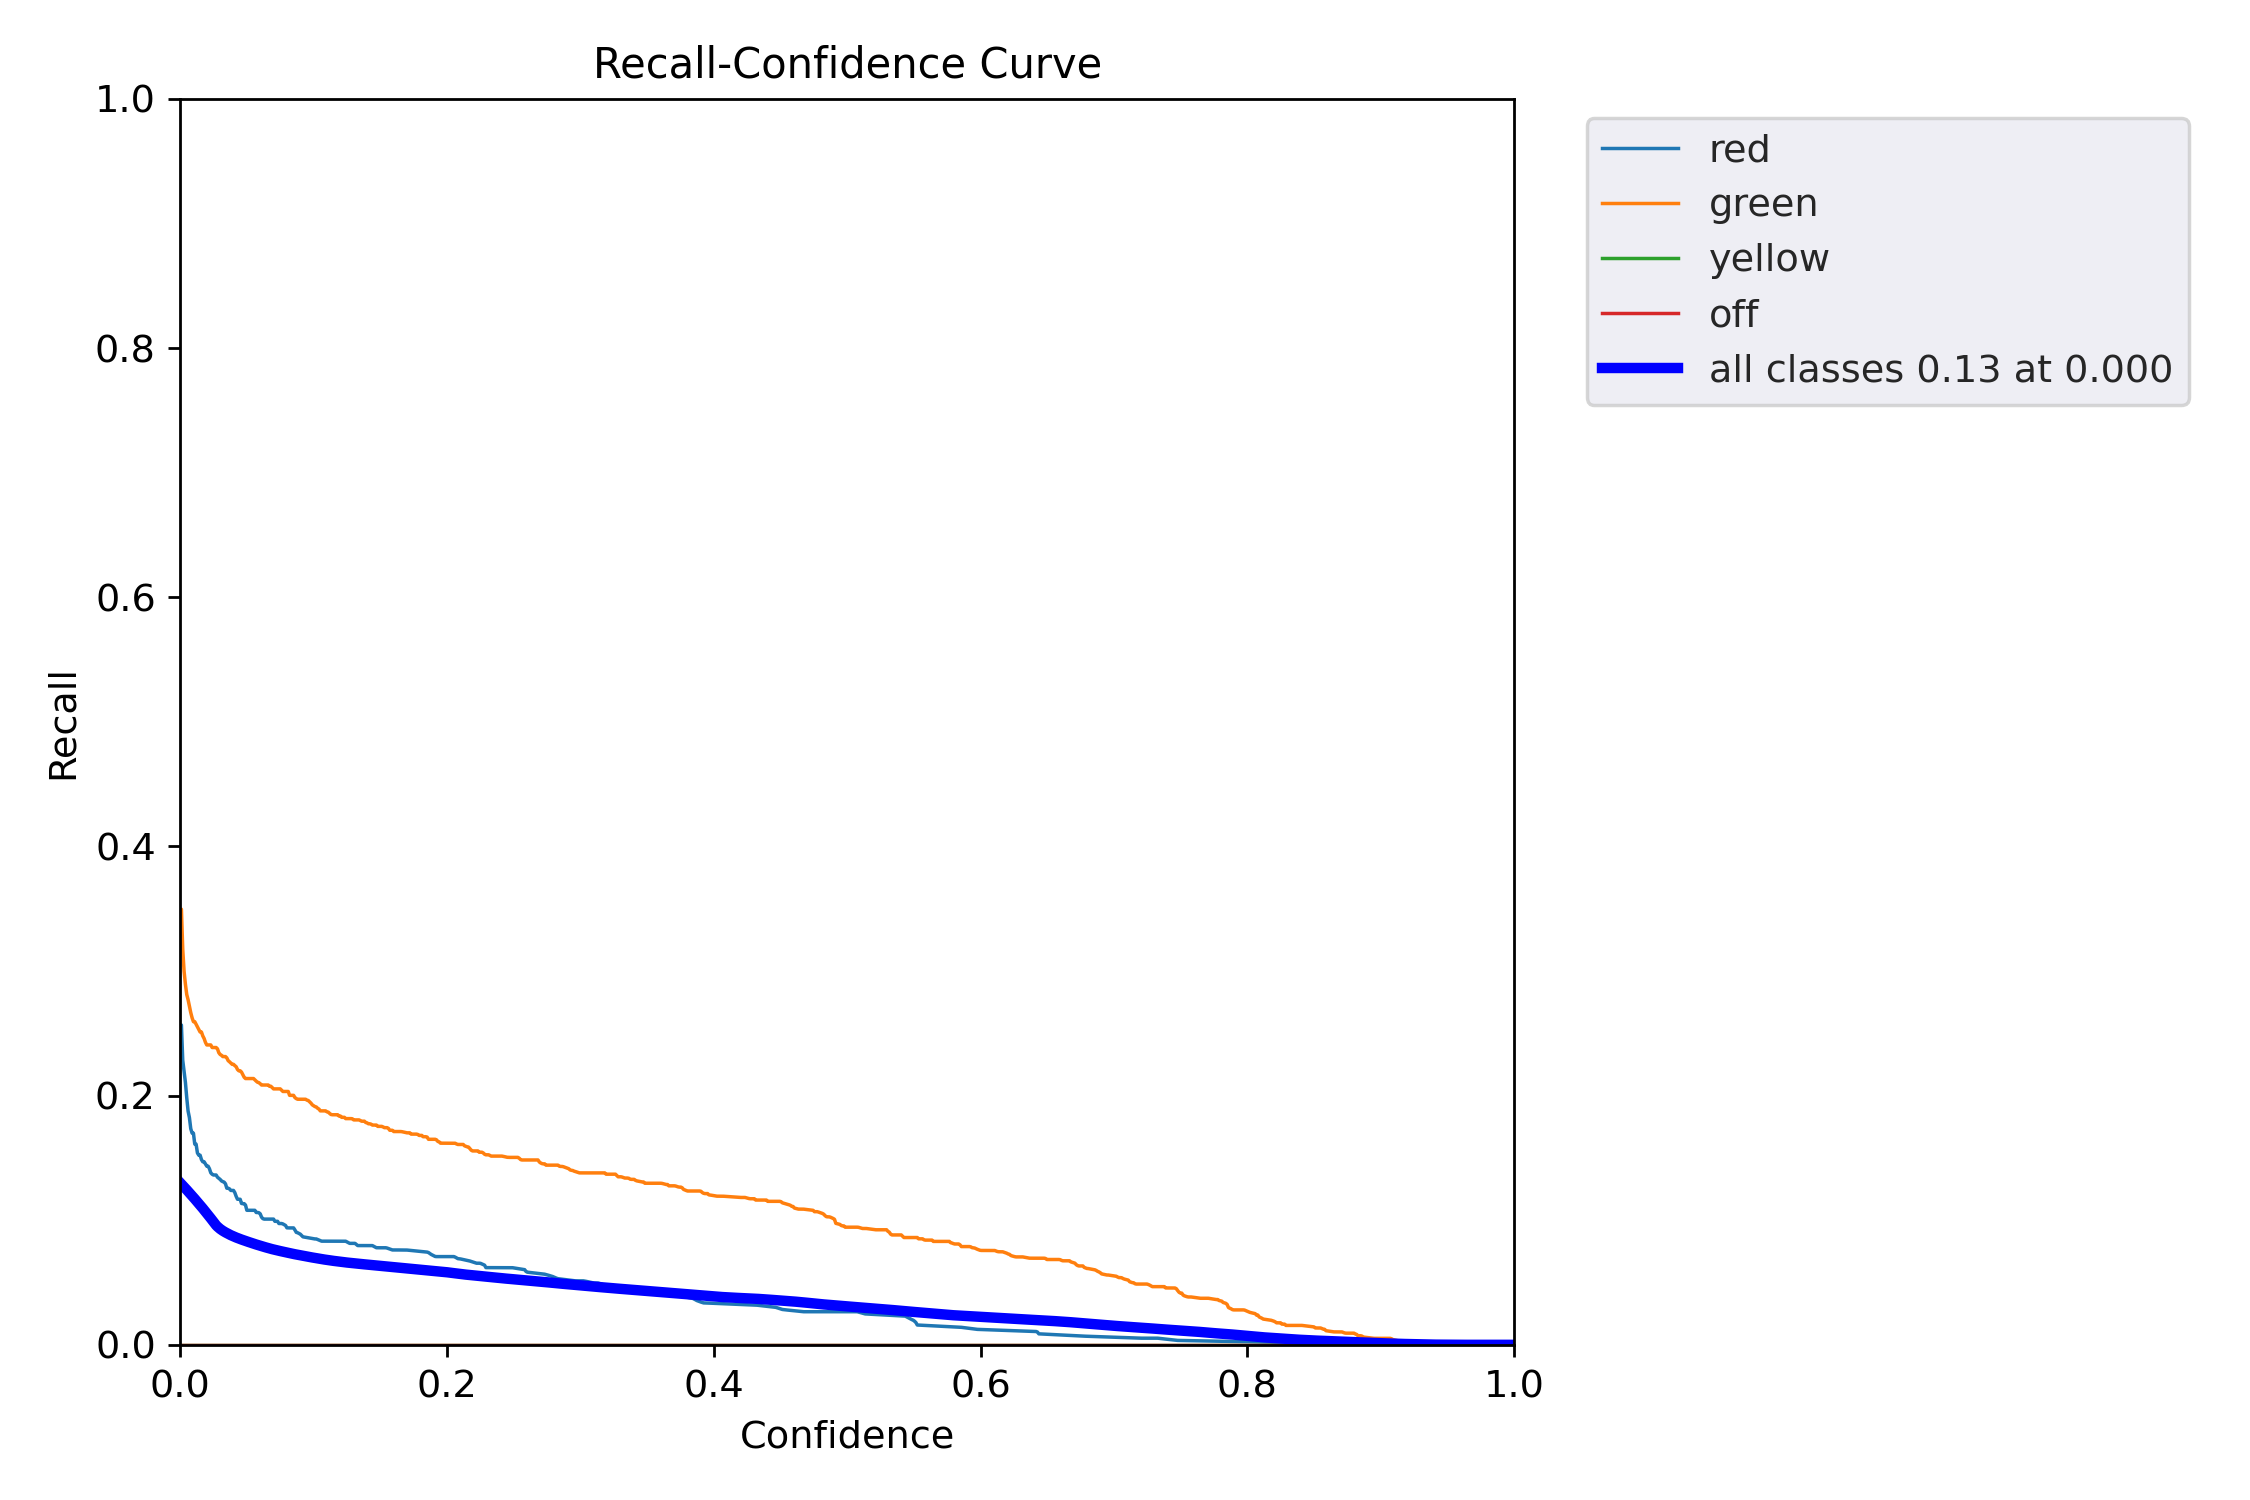 Recall-Confidence Curve
1.0
0.8
0.6
0.4
0.2
0.0
Recall
0.0 0.2 0.4 0.6 0.8 1.0
Confidence
red
green
yellow
off
all classes 0.13 at 0.000